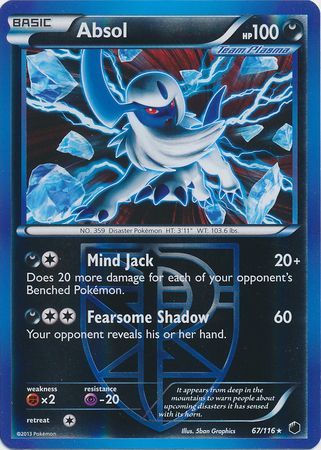 BASIC
Absol
HP100
Team Plasma
NO. 359 Disaster Pokémon HT: 3'11" WT: 103.6 lbs.
Mind Jack 20+
Does 20 more damage for each of your opponent's
Benched Pokémon.
Fearsome Shadow 60
Your opponent reveals his or her hand.
weakness
×2
resistance
-20
retreat
It appears from deep in the
mountains to warn people about
upcoming disasters it has sensed
with its horn.
©2013 Pokémon
Illus. 5ban Graphics
67/116 ★